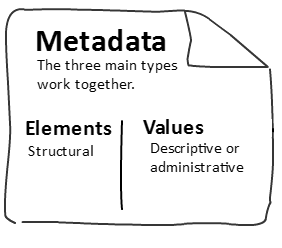 Metadata
The three main types
work together.
Elements
Structural
Values
Descriptive or
administrative